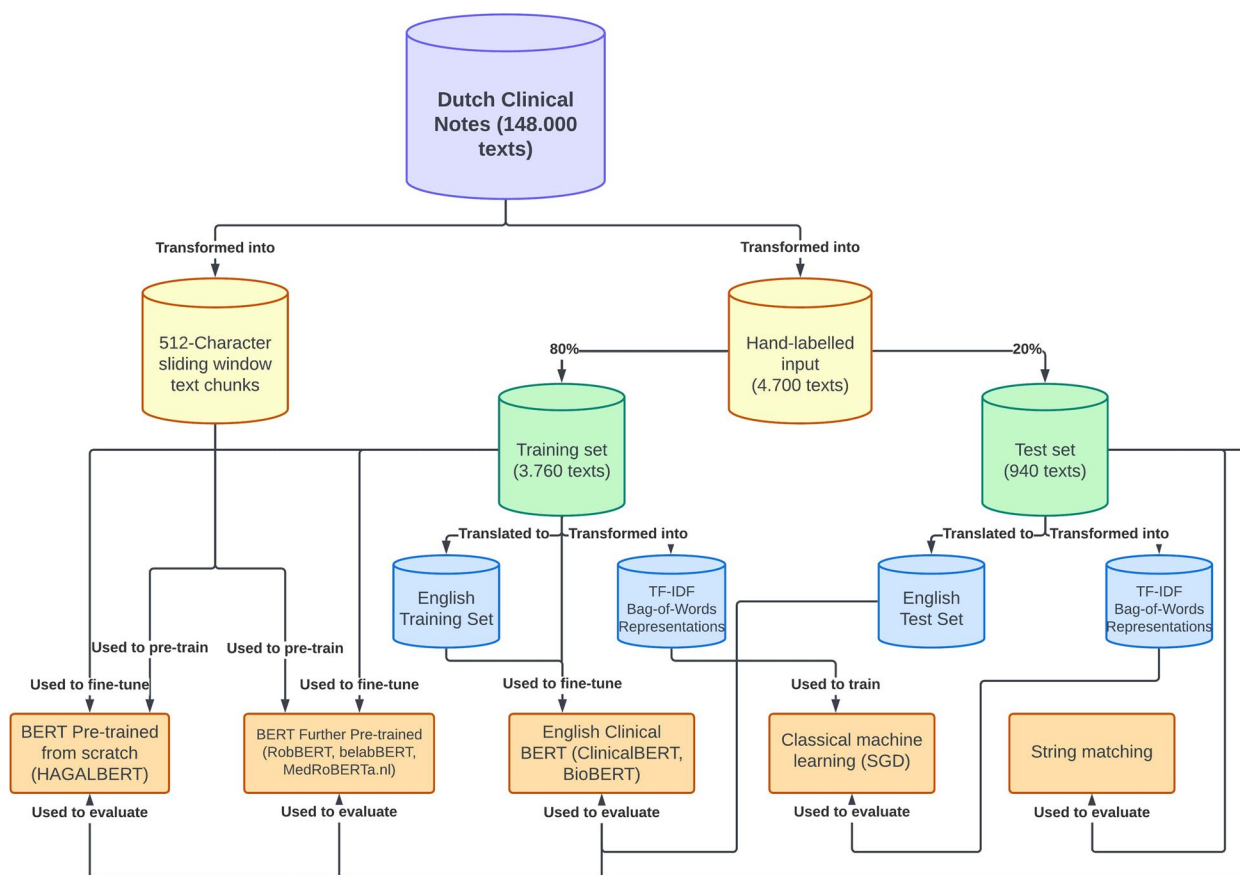 Dutch Clinical
Notes (148.000
texts)
Transformed into
Transformed into
512-Character
sliding window
text chunks
Hand-labelled
input
(4.700 texts)
80%
20%
Training set
(3.760 texts)
Test set
(940 texts)
Translated to
Transformed into
Translated to
Transformed into
English
Training Set
TF-IDF
Bag-of-Words
Representations
English
Test Set
TF-IDF
Bag-of-Words
Representations
Used to pre-train
Used to pre-train
Used to fine-tune
Used to fine-tune
Used to fine-tune
Used to train
BERT Pre-trained
from scratch
(HAGALBERT)
BERT Further Pre-trained
(RobBERT, belabBERT,
MedRoBERTa.nl)
English Clinical
BERT (ClinicalBERT,
BioBERT)
Classical machine
learning (SGD)
String matching
Used to evaluate
Used to evaluate
Used to evaluate
Used to evaluate
Used to evaluate